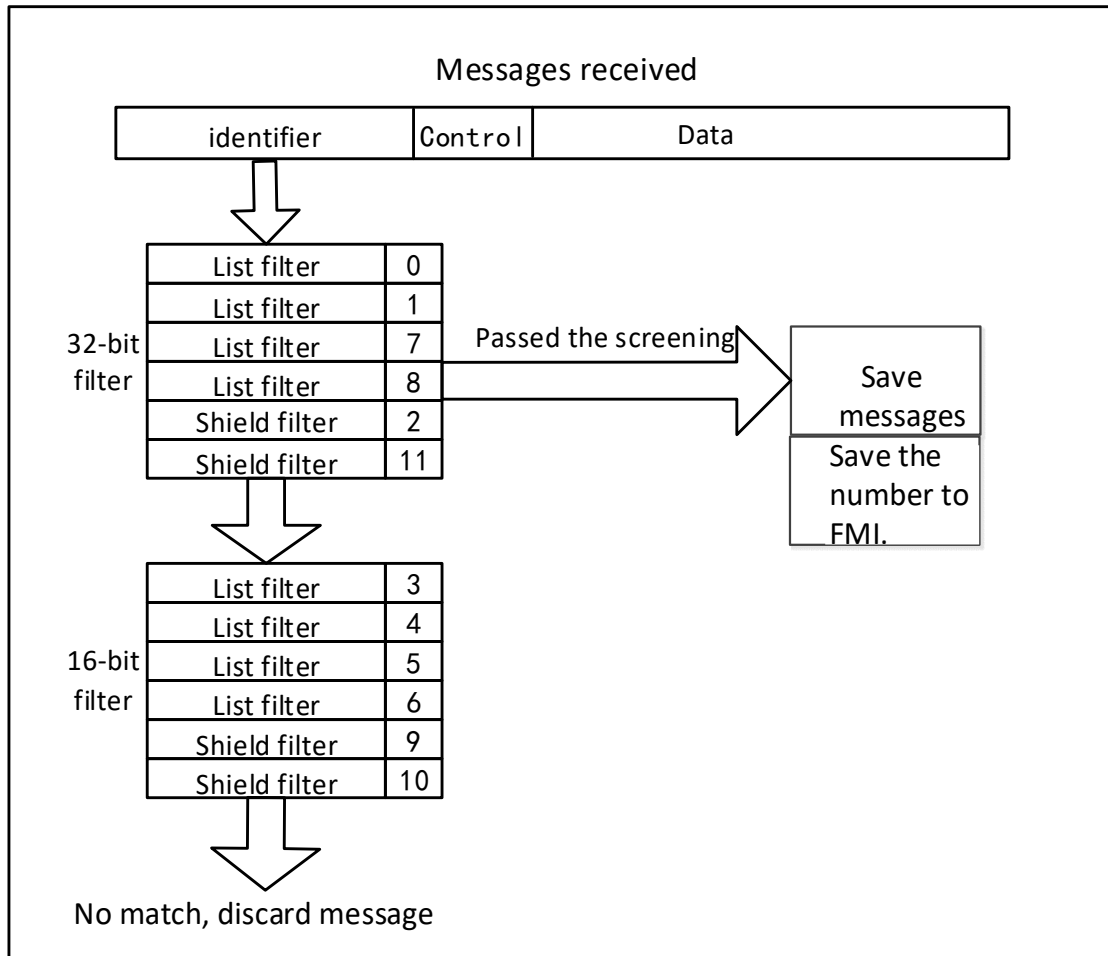 Messages received
identifier Control Data
List filter 0
List filter 1
32-bit
filter
List filter 7
List filter 8
Shield filter 2
Shield filter 11
Passed the screening
Save
messages
Save the
number to
FMI.
16-bit
filter
List filter 3
List filter 4
List filter 5
List filter 6
Shield filter 9
Shield filter 10
No match, discard message